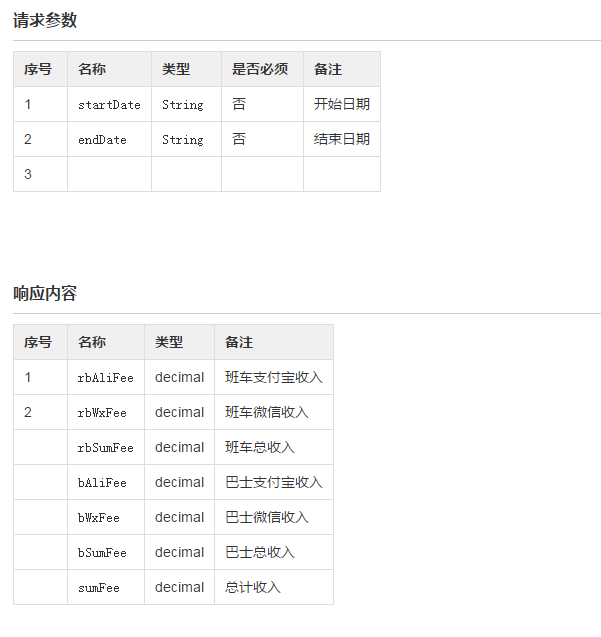 请求参数
序号 名称 类型 是否必须 备注
1 startDate String 否 开始日期
2 endDate String 否 结束日期
3
响应内容
序号 名称 类型 备注
1 rbAliFee decimal 班车支付宝收入
2 rbWxFee decimal 班车微信收入
rbSumFee decimal 班车总收入
bAliFee decimal 巴士支付宝收入
bWxFee decimal 巴士微信收入
bSumFee decimal 巴士总收入
sumFee decimal 总计收入